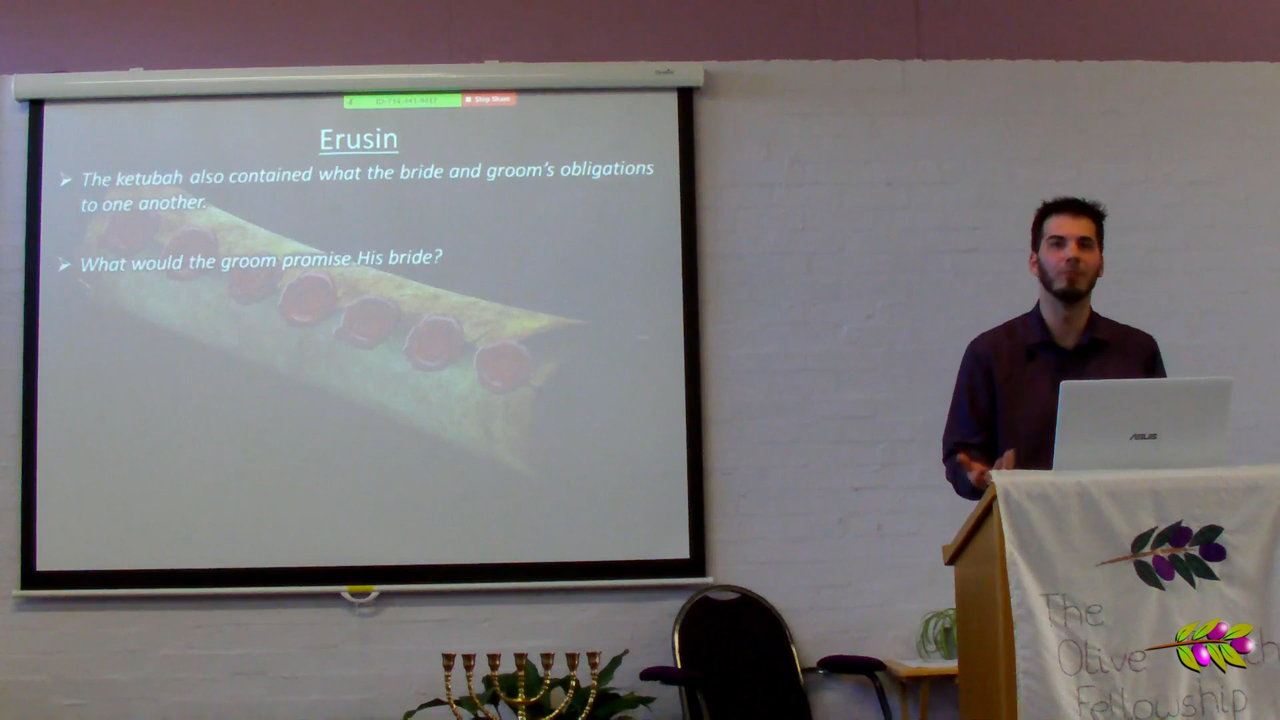 Stop Share
Erusin
The ketubah also contained what the bride and groom's obligations
to one another.
What would the groom promise His bride?
ASUS
The
Olive
Fellowship